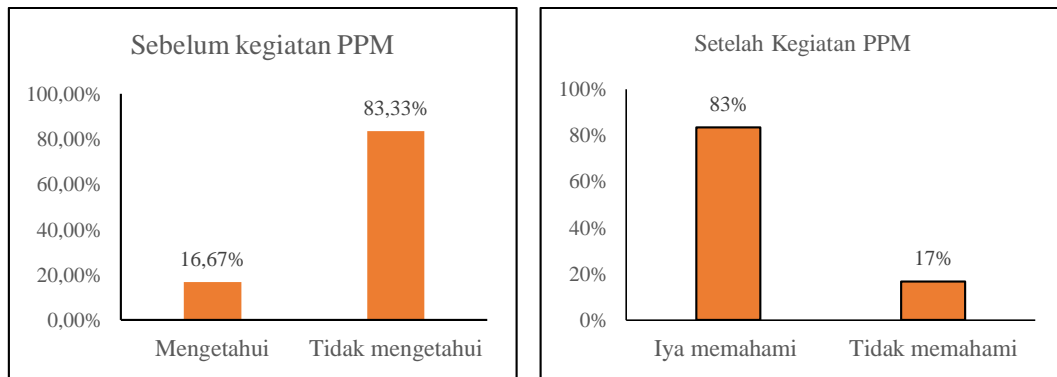 Sebelum kegiatan PPM
100,00%
80,00%
60,00%
40,00%
20,00%
0,00%
16,67%
83,33%
Mengetahui
Tidak mengetahui
Setelah Kegiatan PPM
100%
80%
60%
40%
20%
0%
83%
17%
Iya memahami
Tidak memahami